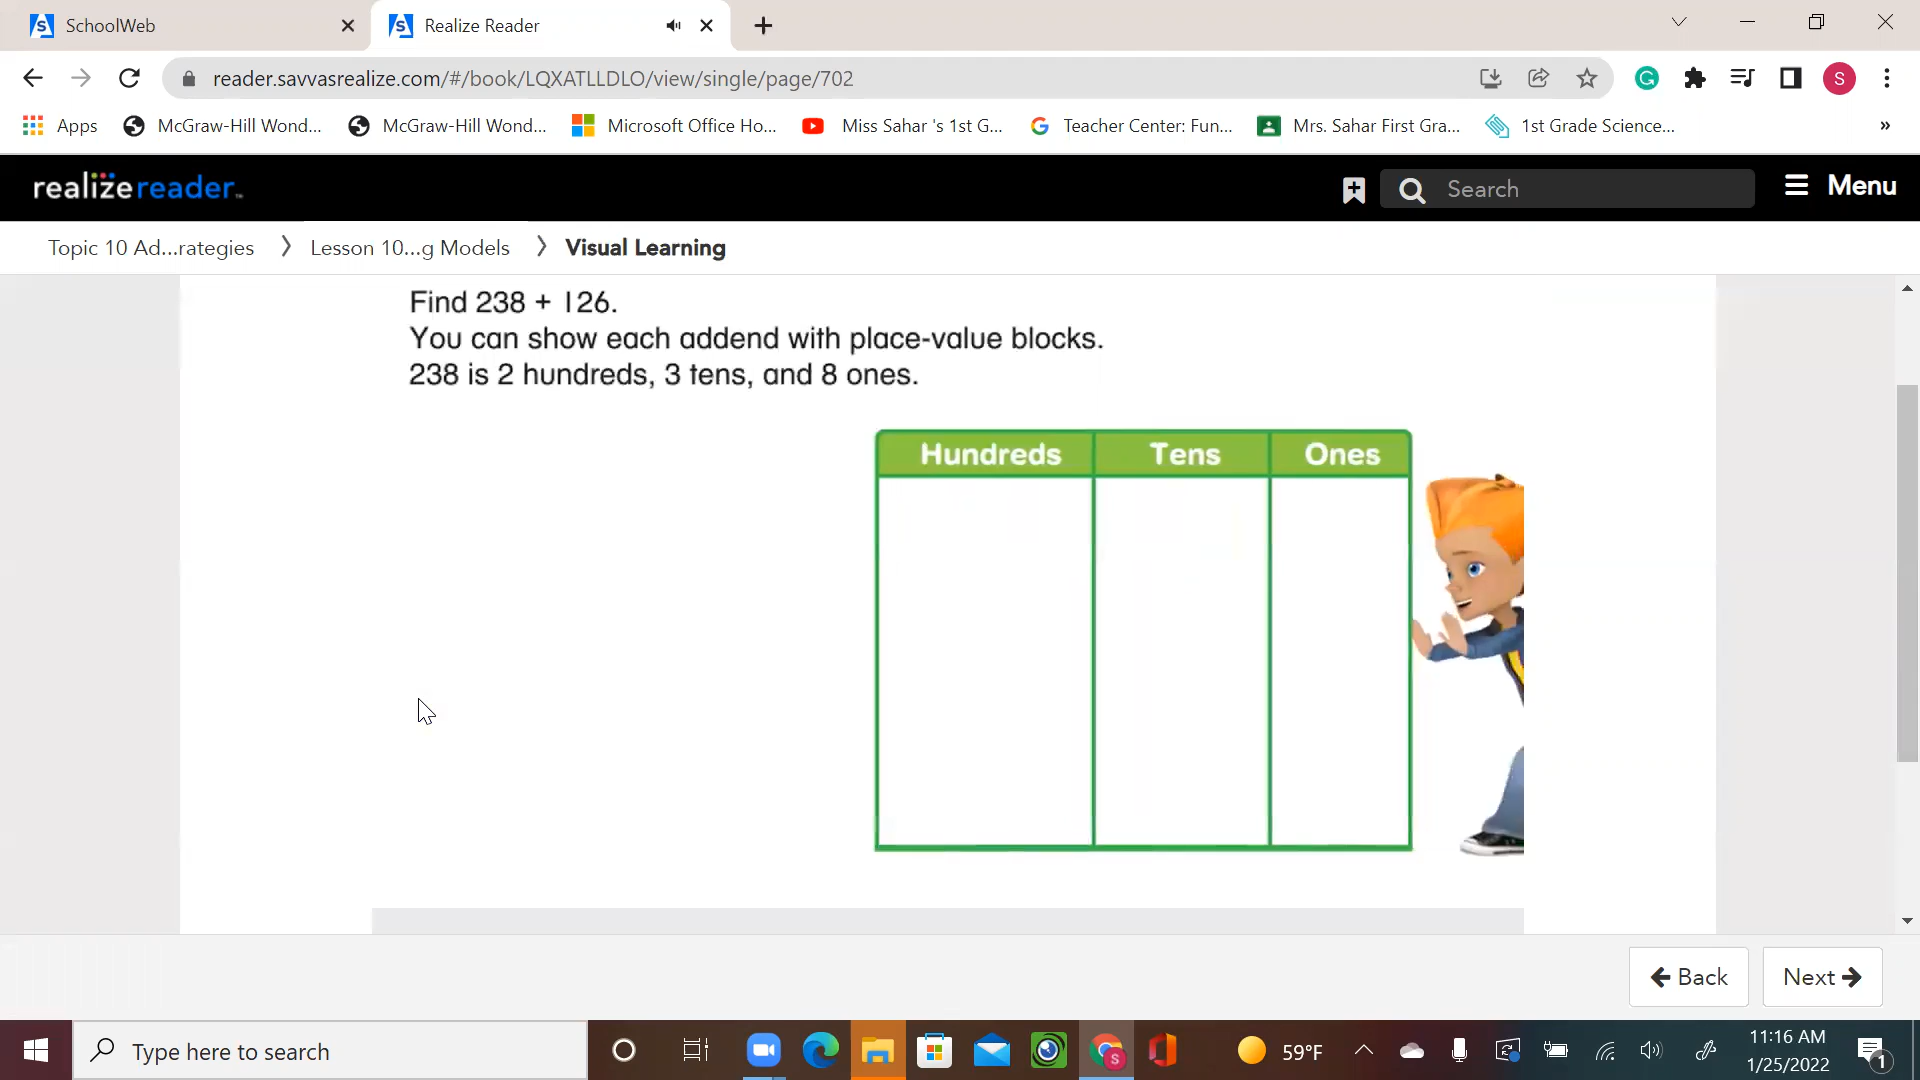 SchoolWeb
Realize Reader
reader.savvasrealize.com/#/book/LQXATLLDLO/view/single/page/702
S
Apps
McGraw-Hill Wond...
McGraw-Hill Wond...
Microsoft Office Ho...
Miss Sahar 's 1st G...
Teacher Center: Fun...
Mrs. Sahar First Gra...
1st Grade Science...
»
realize reader™
Search
Menu
Topic 10 Ad...rategies
Lesson 10...g Models
Visual Learning
Find 238 + 126.
You can show each addend with place-value blocks.
238 is 2 hundreds, 3 tens, and 8 ones.
Hundreds Tens Ones
Back
Next
Type here to search
59°F
11:16 AM
1/25/2022
1